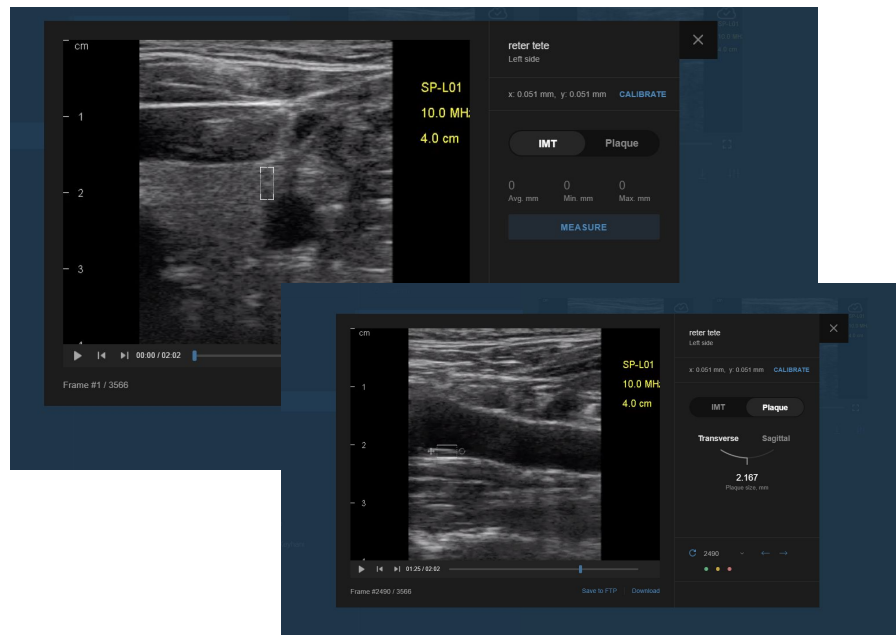 cm
1
2
3
SP-L01
10.0 MHz
4.0 cm
00:00 / 02:02
Frame #1 / 3566
reter tete
Left side
x: 0.051 mm, y: 0.051 mm CALIBRATE
IMT Plaque
0 0 0
Avg. mm Min. mm Max. mm
MEASURE
cm
1
2
3
SP-L01
10.0 MH
4.0 cm
01:25 / 02:02
Frame #2490 / 3566
Save to FTP Download
reter tete
Left side
x: 0.051 mm, y: 0.051 mm CALIBRATE
IMT Plaque
Transverse Sagittal
2.167
Plaque size, mm
2490